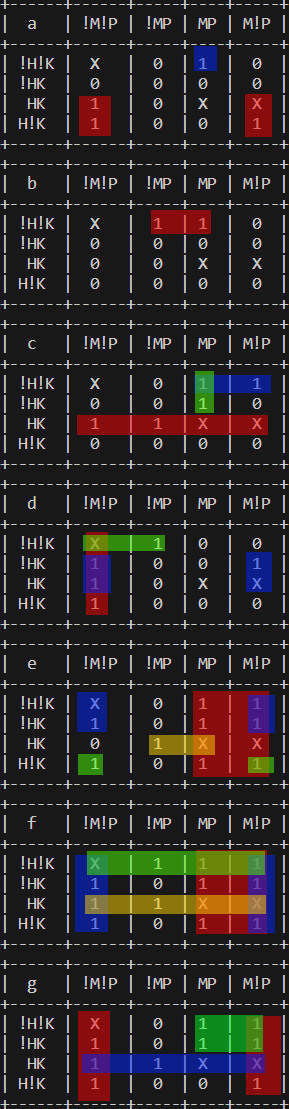 +------+------+-----+----+-----+
| a | !M!P | !MP | MP | M!P |
+------+------+-----+----+-----+
| !H!K | X | 0 | 1 | 0 |
| !HK | 0 | 0 | 0 | 0 |
| HK | 1 | 0 | X | X |
| H!K | 1 | 0 | 0 | 1 |
+------+------+-----+----+-----+
+------+------+-----+----+-----+
| b | !M!P | !MP | MP | M!P |
+------+------+-----+----+-----+
| !H!K | X | 1 | 1 | 0 |
| !HK | 0 | 0 | 0 | 0 |
| HK | 0 | 0 | X | X |
| H!K | 0 | 0 | 0 | 0 |
+------+------+-----+----+-----+
+------+------+-----+----+-----+
| c | !M!P | !MP | MP | M!P |
+------+------+-----+----+-----+
| !H!K | X | 0 | 1 | 1 |
| !HK | 0 | 0 | 1 | 0 |
| HK | 1 | 1 | X | X |
| H!K | 0 | 0 | 0 | 0 |
+------+------+-----+----+-----+
+------+------+-----+----+-----+
| d | !M!P | !MP | MP | M!P |
+------+------+-----+----+-----+
| !H!K | X | 1 | 0 | 0 |
| !HK | 1 | 0 | 0 | 1 |
| HK | 1 | 0 | X | X |
| H!K | 1 | 0 | 0 | 0 |
+------+------+-----+----+-----+
+------+------+-----+----+-----+
| e | !M!P | !MP | MP | M!P |
+------+------+-----+----+-----+
| !H!K | X | 0 | 1 | 1 |
| !HK | 1 | 0 | 1 | 1 |
| HK | 0 | 1 | X | X |
| H!K | 1 | 0 | 1 | 1 |
+------+------+-----+----+-----+
+------+------+-----+----+-----+
| f | !M!P | !MP | MP | M!P |
+------+------+-----+----+-----+
| !H!K | X | 1 | 1 | 1 |
| !HK | 1 | 0 | 1 | 1 |
| HK | 1 | 1 | X | X |
| H!K | 1 | 0 | 1 | 1 |
+------+------+-----+----+-----+
+------+------+-----+----+-----+
| g | !M!P | !MP | MP | M!P |
+------+------+-----+----+-----+
| !H!K | X | 0 | 1 | 1 |
| !HK | 1 | 0 | 1 | 1 |
| HK | 1 | 1 | X | X |
| H!K | 1 | 0 | 0 | 1 |
+------+------+-----+----+-----+